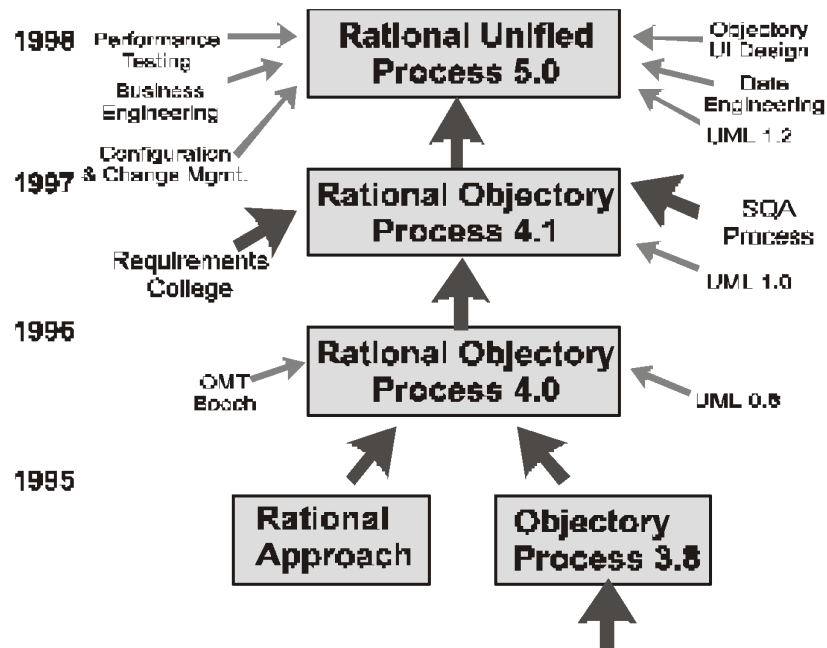 1998
Performance
Testing
Business
Engineering
Configuration
& Change Mgmt.
Rational Unified
Process 5.0
Objectory
UI Design
Data
Engineering
UML 1.2
1997
Requirements
College
Rational Objectory
Process 4.1
SQA
Process
UML 1.0
1996
OMT
Booch
Rational Objectory
Process 4.0
UML
1995
Rational
Approach
Objectory
Process 3.8